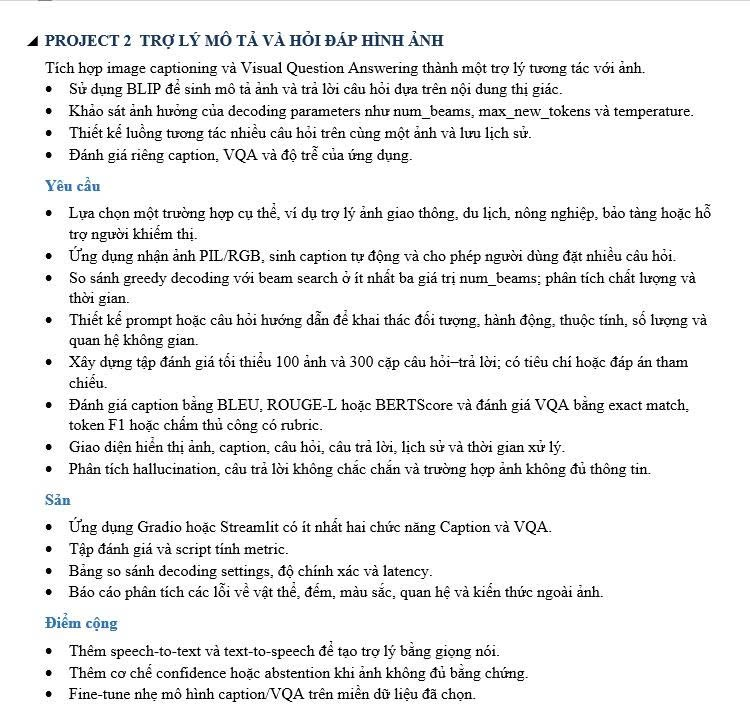 PROJECT 2 TRỢ LÝ MÔ TẢ VÀ HỎI ĐÁP HÌNH ẢNH
Tích hợp image captioning và Visual Question Answering thành một trợ lý tương tác với ảnh.
• Sử dụng BLIP để sinh mô tả ảnh và trả lời câu hỏi dựa trên nội dung thị giác.
• Khảo sát ảnh hưởng của decoding parameters như num_beams, max_new_tokens và temperature.
• Thiết kế luồng tương tác nhiều câu hỏi trên cùng một ảnh và lưu lịch sử.
• Đánh giá riêng caption, VQA và độ trễ của ứng dụng.
Yêu cầu
• Lựa chọn một trường hợp cụ thể, ví dụ trợ lý ảnh giao thông, du lịch, nông nghiệp, bảo tàng hoặc hỗ
trợ người khiếm thị.
• Ứng dụng nhận ảnh PIL/RGB, sinh caption tự động và cho phép người dùng đặt nhiều câu hỏi.
• So sánh greedy decoding với beam search ở ít nhất ba giá trị num_beams; phân tích chất lượng và
thời gian.
• Thiết kế prompt hoặc câu hỏi hướng dẫn để khai thác đối tượng, hành động, thuộc tính, số lượng và
quan hệ không gian.
• Xây dựng tập đánh giá tối thiểu 100 ảnh và 300 cặp câu hỏi–trả lời; có tiêu chí hoặc đáp án tham
chiếu.
• Đánh giá caption bằng BLEU, ROUGE-L hoặc BERTScore và đánh giá VQA bằng exact match,
token F1 hoặc chấm thủ công có rubric.
• Giao diện hiển thị ảnh, caption, câu hỏi, câu trả lời, lịch sử và thời gian xử lý.
• Phân tích hallucination, câu trả lời không chắc chắn và trường hợp ảnh không đủ thông tin.
Sản
• Ứng dụng Gradio hoặc Streamlit có ít nhất hai chức năng Caption và VQA.
• Tập đánh giá và script tính metric.
• Bảng so sánh decoding settings, độ chính xác và latency.
• Báo cáo phân tích các lỗi về vật thể, đếm, màu sắc, quan hệ và kiến thức ngoài ảnh.
Điểm cộng
• Thêm speech-to-text và text-to-speech để tạo trợ lý bằng giọng nói.
• Thêm cơ chế confidence hoặc abstention khi ảnh không đủ bằng chứng.
• Fine-tune nhẹ mô hình caption/VQA trên miền dữ liệu đã chọn.